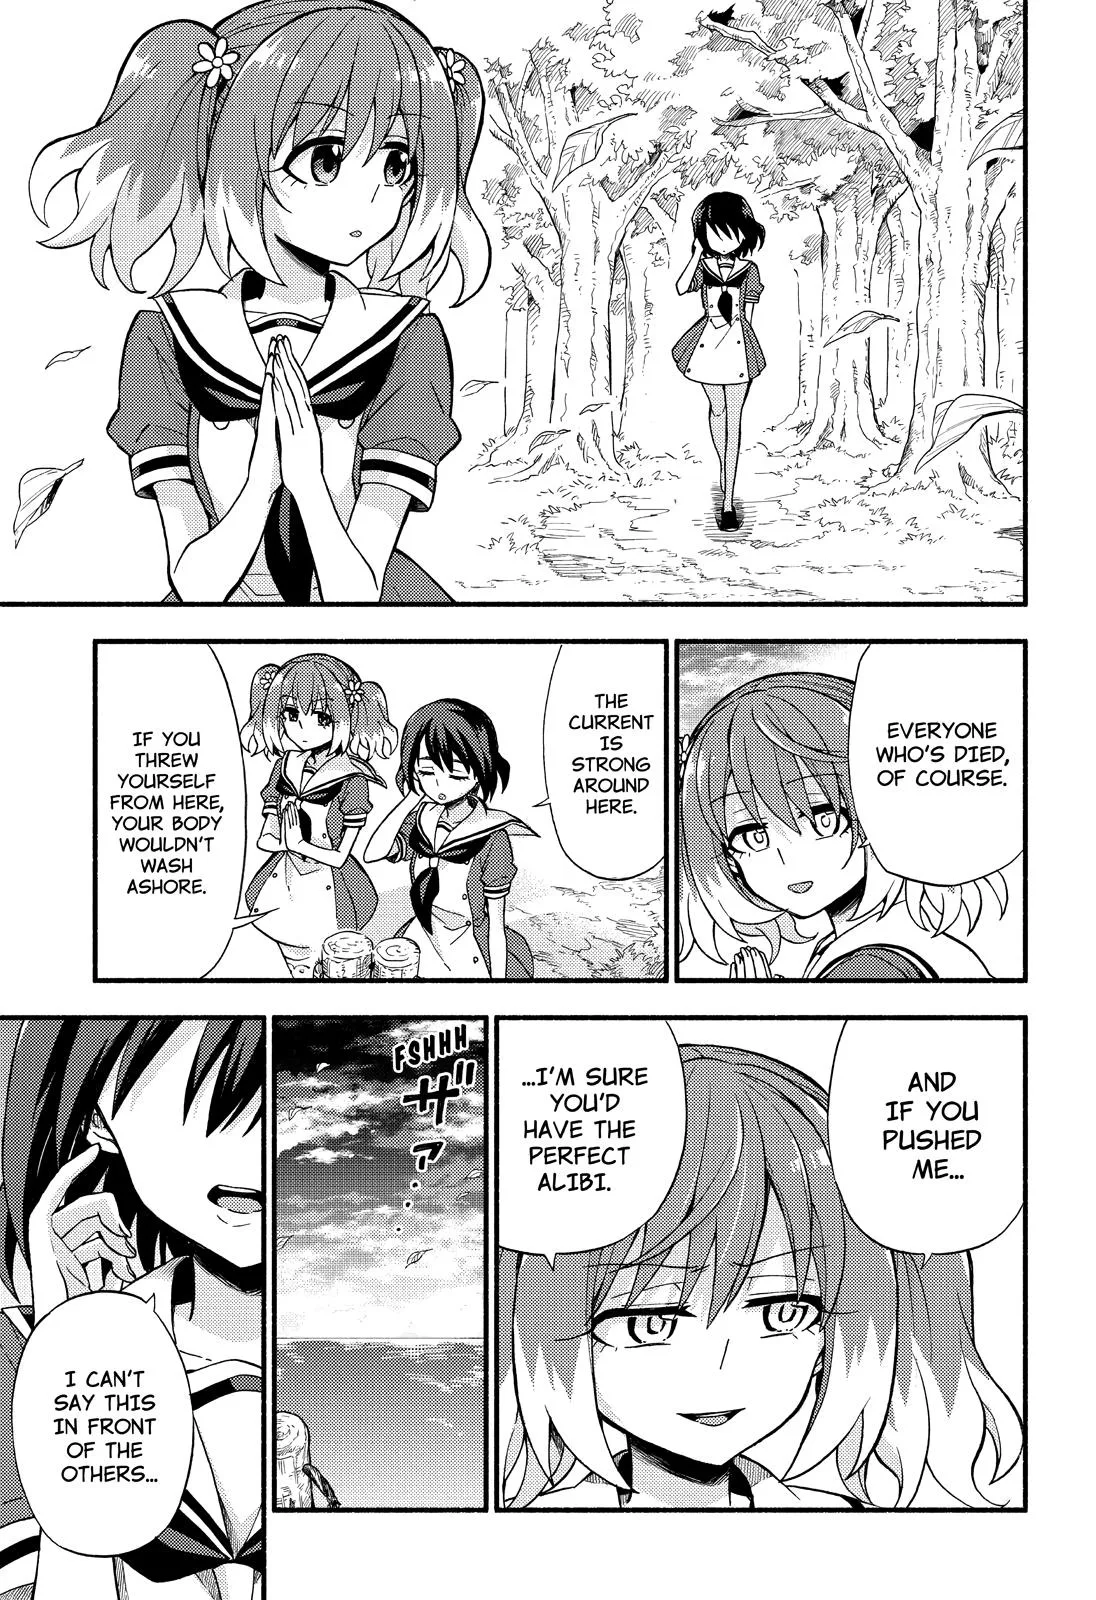 EVERYONE
WHO'S DIED,
OF COURSE.
THE
CURRENT
IS
STRONG
AROUND
HERE.
IF YOU
THREW
YOURSELF
FROM HERE,
YOUR BODY
WOULDN'T
WASH
ASHORE.
AND
IF YOU
PUSHED
ME...
...I'M SURE
YOU'D
HAVE THE
PERFECT
ALIBI.
FSHHH
ザァ...
I CAN'T
SAY THIS
IN FRONT
OF THE
OTHERS...